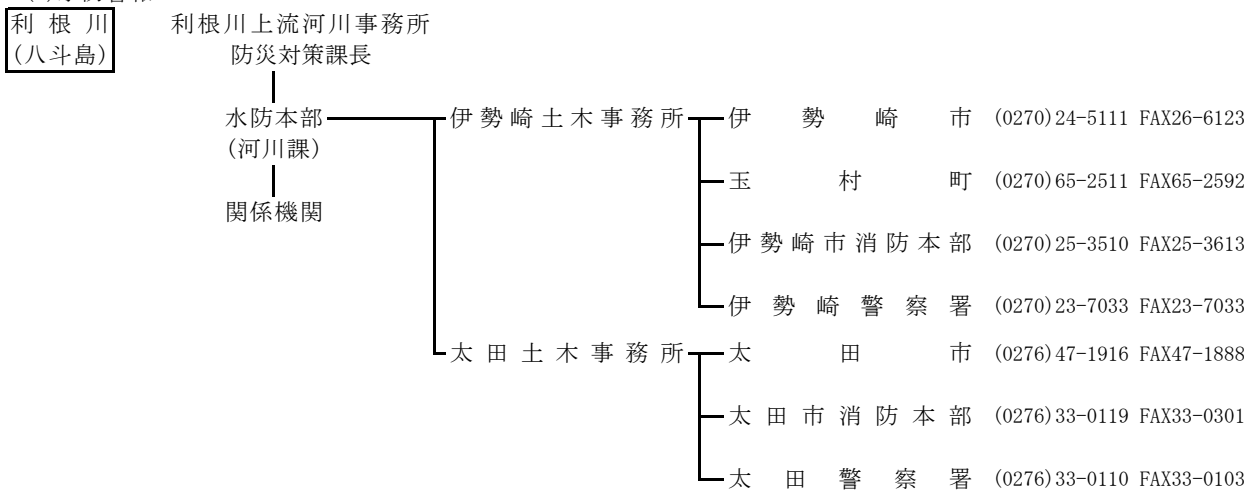 利根川 利根川上流河川事務所
(八斗島) 防災対策課長
水防本部 伊勢崎土木事務所 伊勢崎市 (0270)24-5111 FAX26-6123
(河川課)
玉村町 (0270)65-2511 FAX65-2592
関係機関
伊勢崎市消防本部 (0270)25-3510 FAX25-3613
伊勢崎警察署 (0270)23-7033 FAX23-7033
太田土木事務所 太田市 (0276)47-1916 FAX47-1888
太田市消防本部 (0276)33-0119 FAX33-0301
太田警察署 (0276)33-0110 FAX33-0103